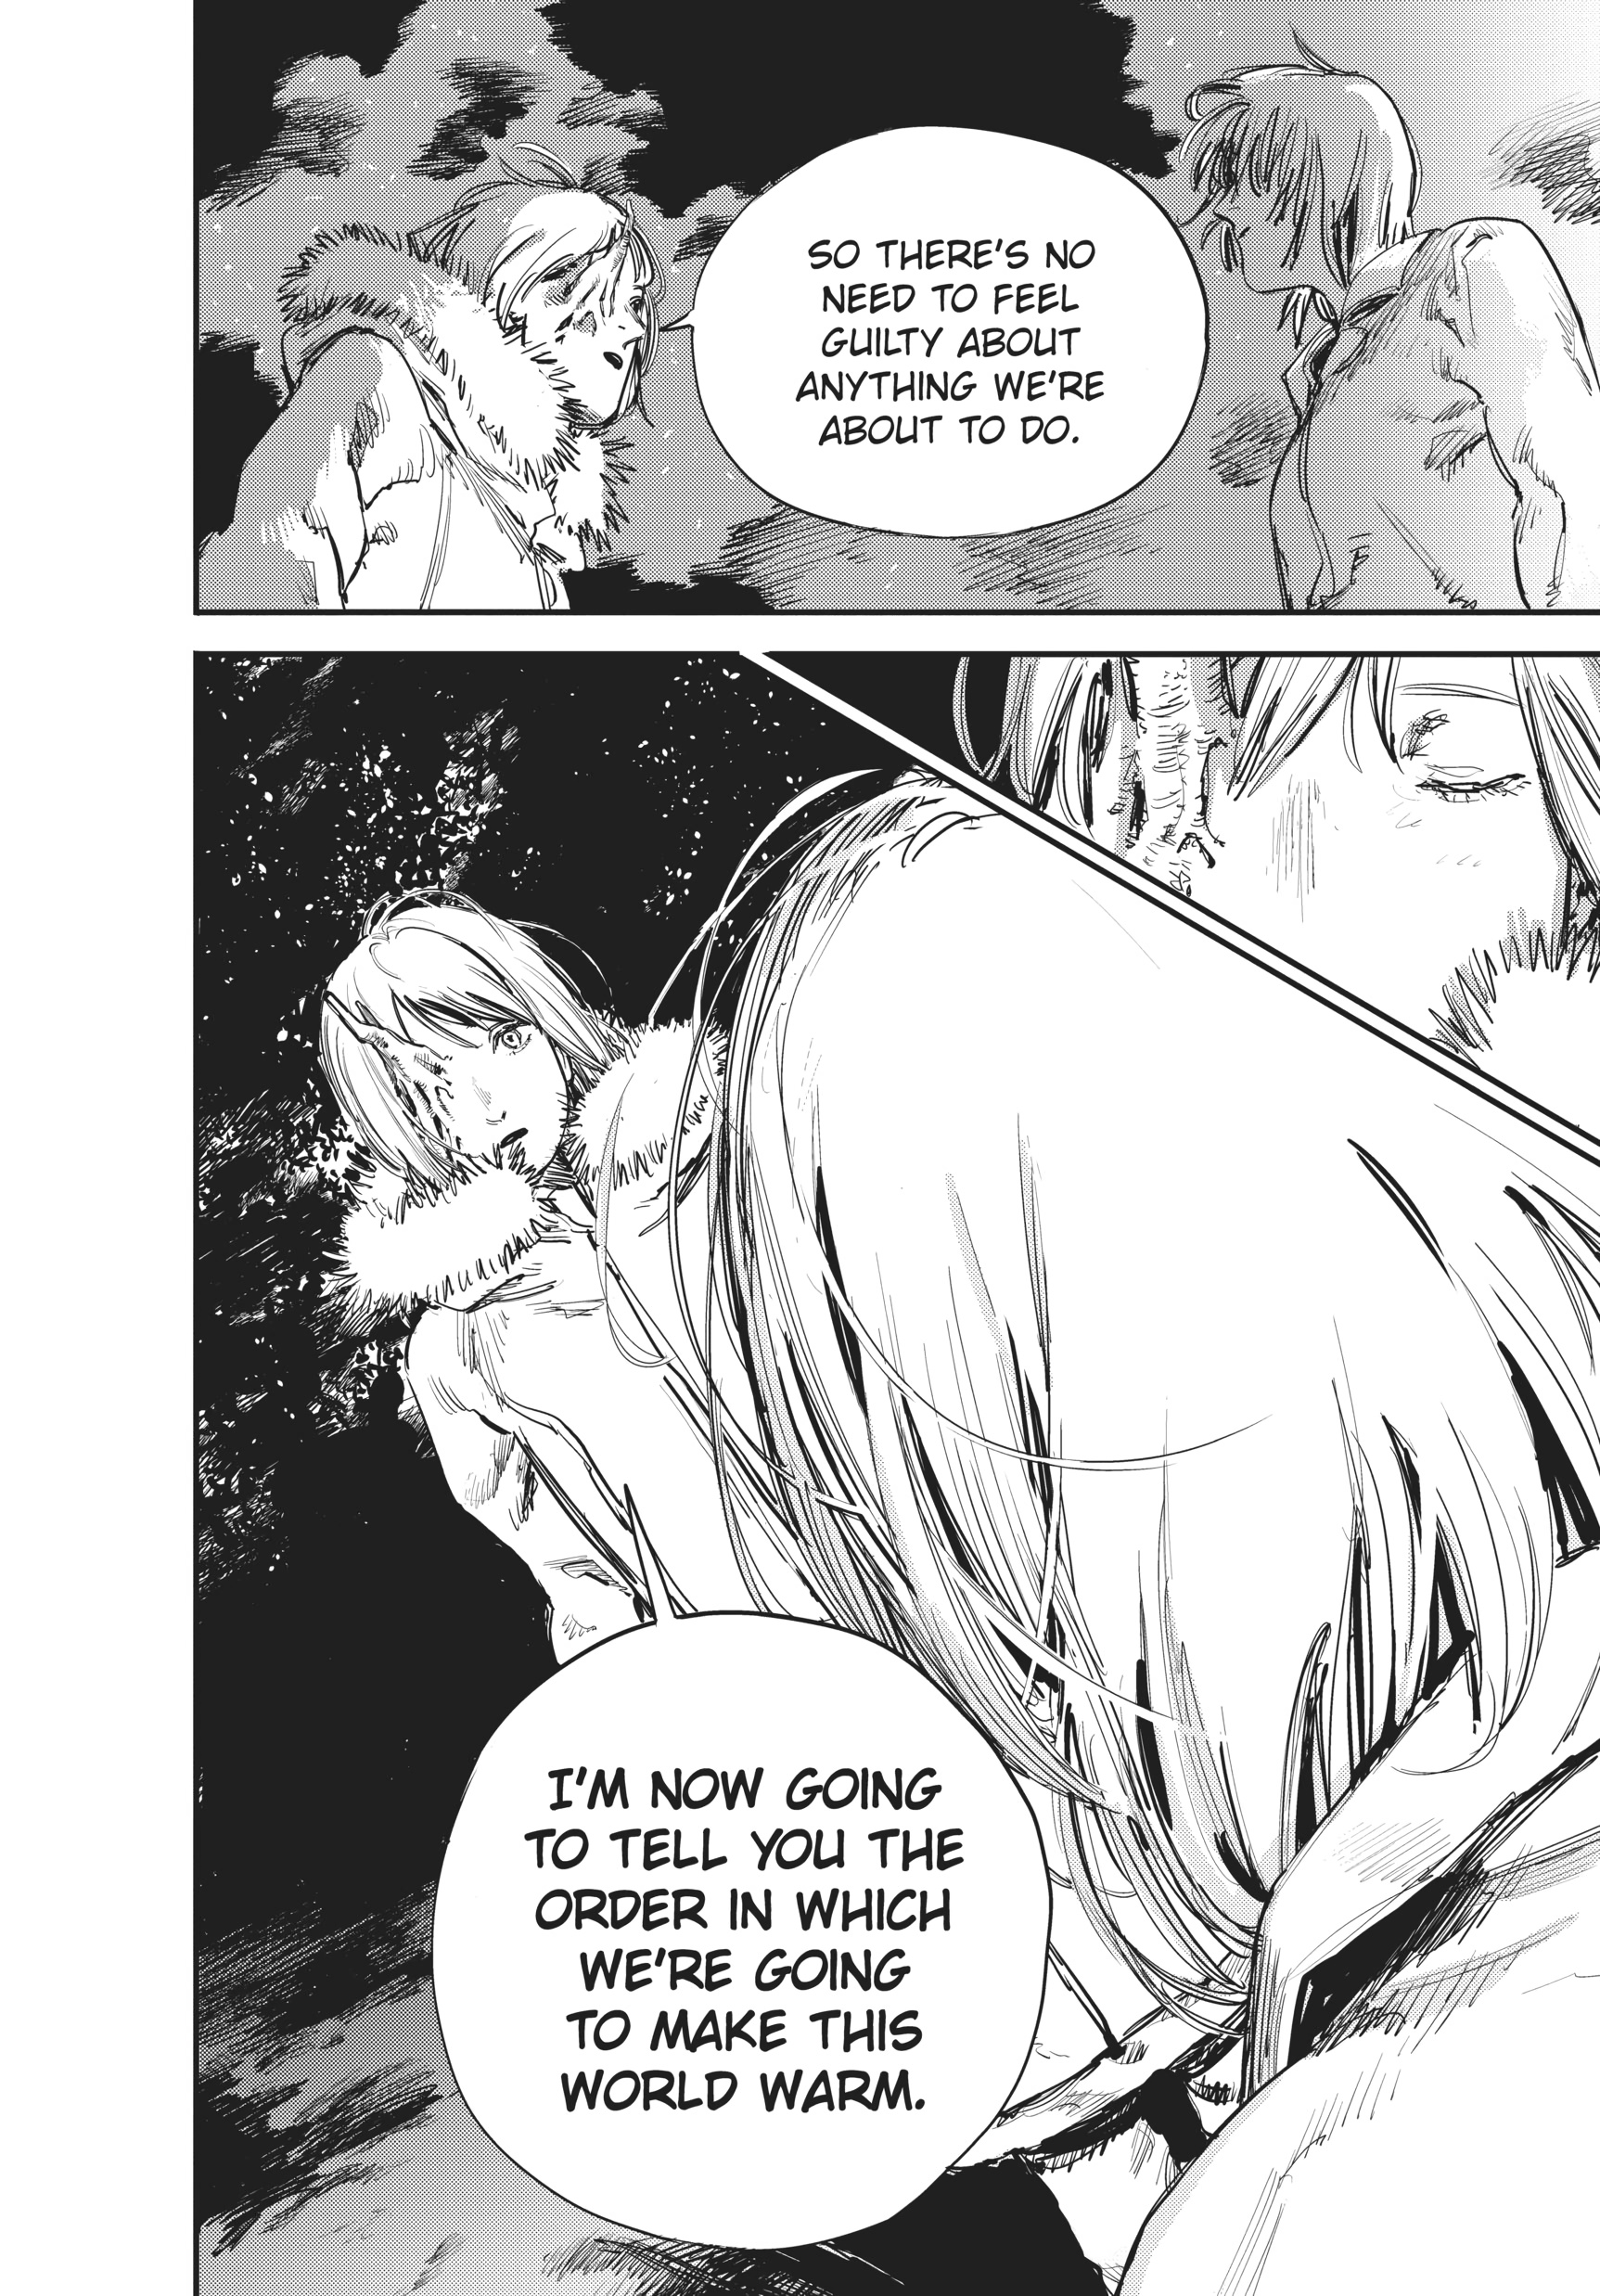 SO THERE'S NO
NEED TO FEEL
GUILTY ABOUT
ANYTHING WE'RE
ABOUT TO DO.
I'M NOW GOING
TO TELL YOU THE
ORDER IN WHICH
WE'RE GOING
TO MAKE THIS
WORLD WARM.